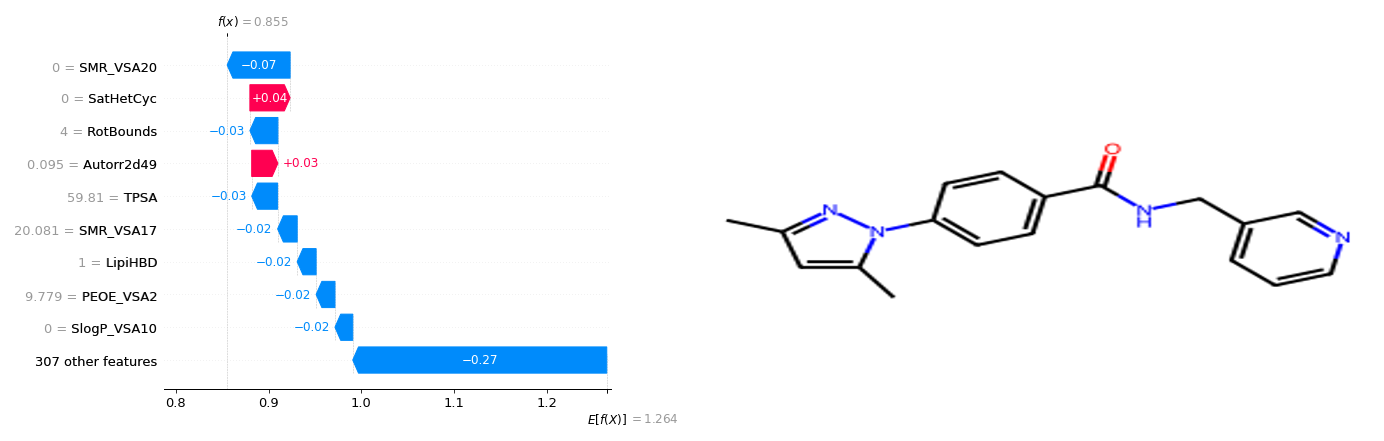 f(x) = 0.855
0 = SMR_VSA20
−0.07
0 = SatHetCyc
+0.04
4 = RotBounds
−0.03
0.095 = Autorr2d49
+0.03
59.81 = TPSA
−0.03
20.081 = SMR_VSA17
−0.02
1 = LipiHBD
−0.02
9.779 = PEOE_VSA2
−0.02
0 = SlogP_VSA10
−0.02
307 other features
−0.27
0.8 0.9 1.0 1.1 1.2
E[f(X)] = 1.264
O
N
N
N
H
N